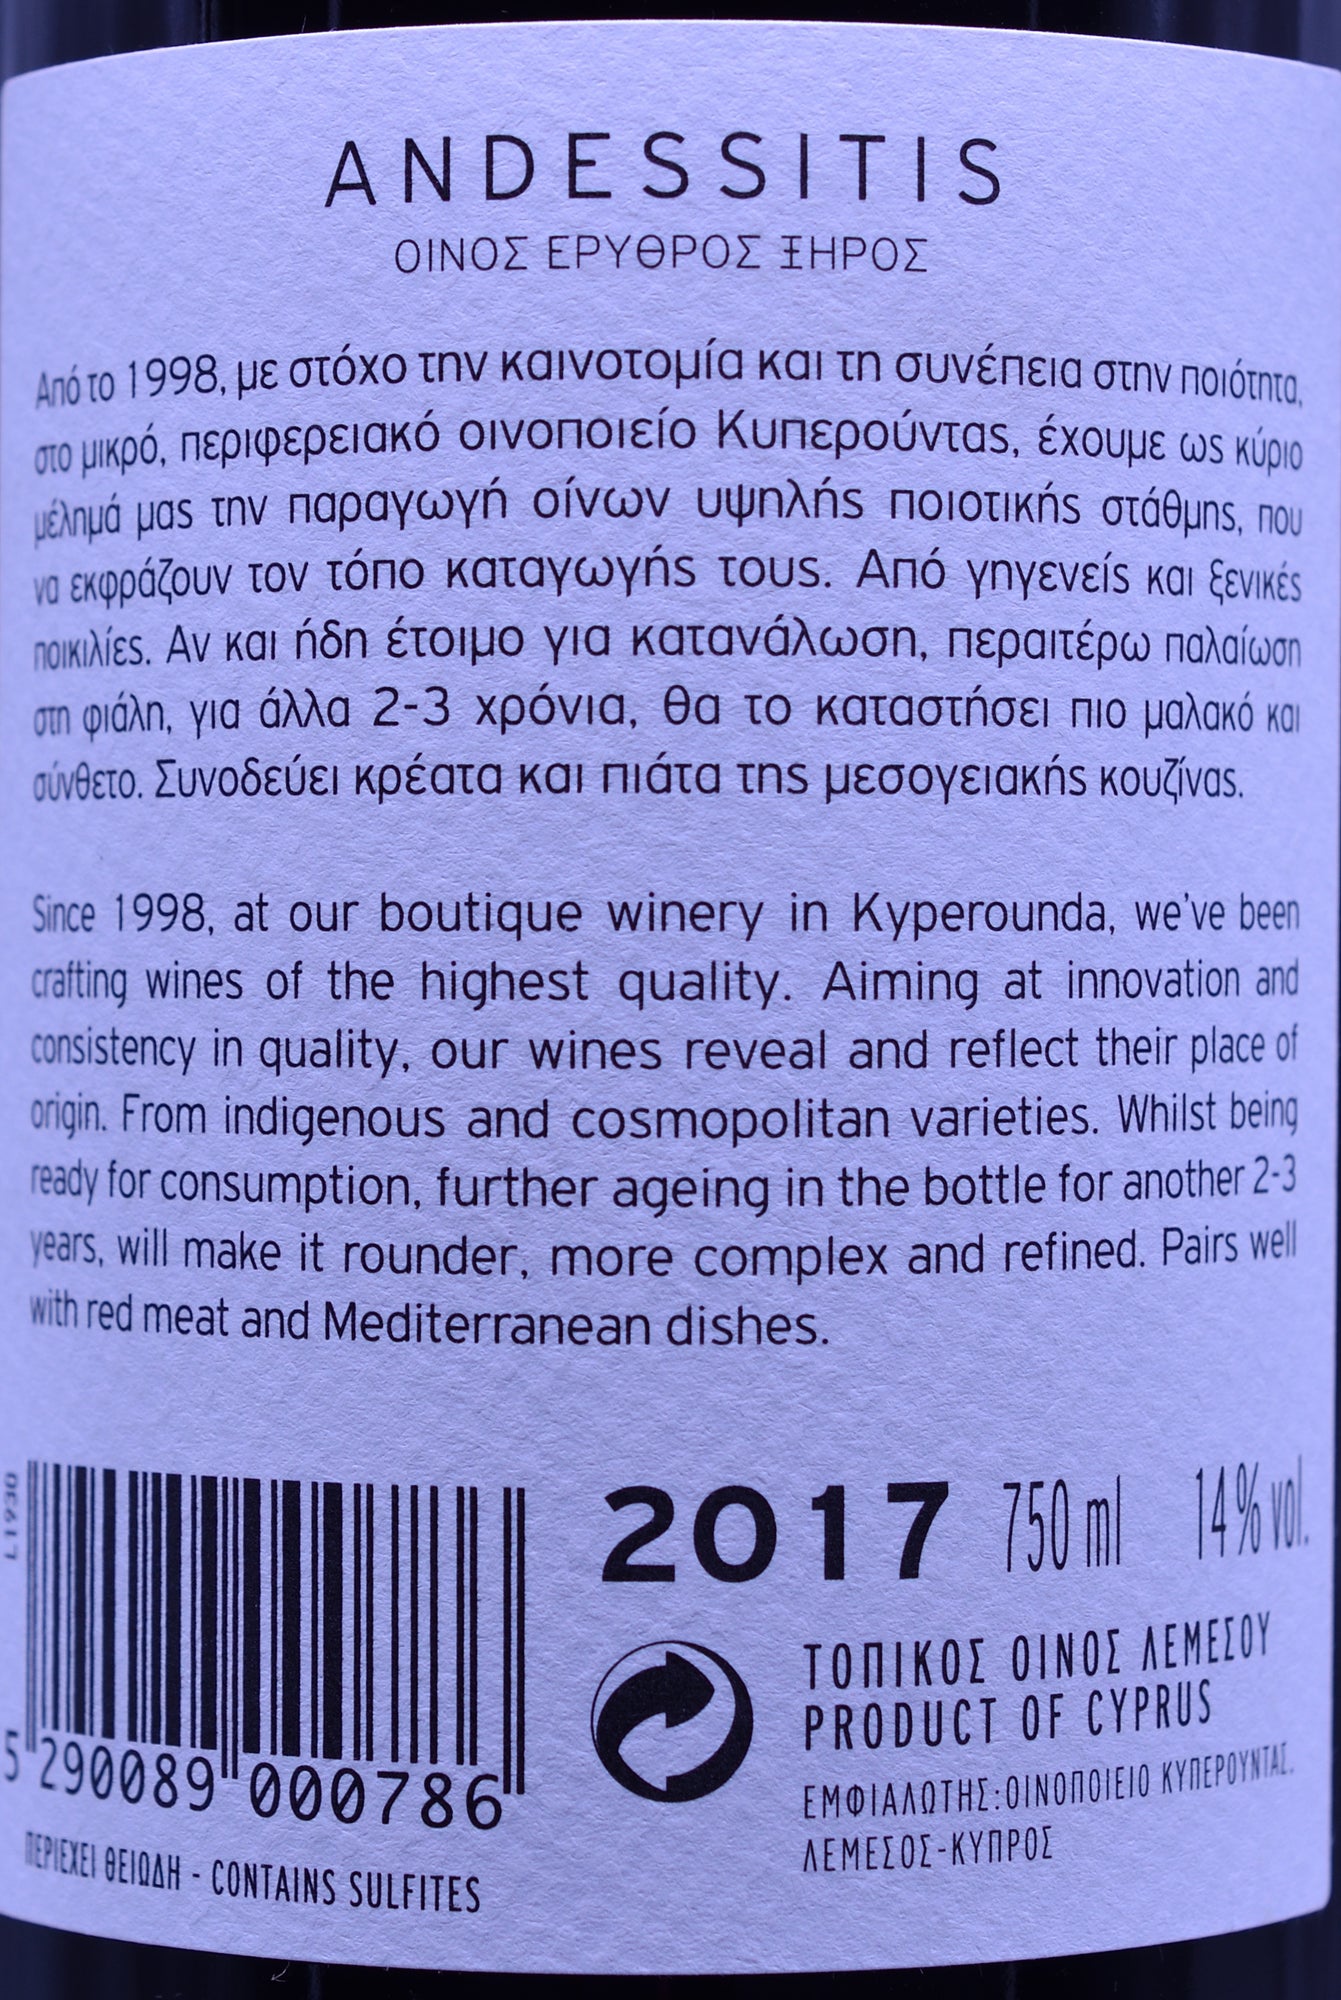 ANDESSITIS
ΟΙΝΟΣ ΕΡΥΘΡΟΣ ΞΗΡΟΣ
Από το 1998, με στόχο την καινοτομία και τη συνέπεια στην ποιότητα,
στο μικρό, περιφερειακό οινοποιείο Κυπερούντας, έχουμε ως κύριο
μέλημά μας την παραγωγή οίνων υψηλής ποιοτικής στάθμης, που
να εκφράζουν τον τόπο καταγωγής τους. Από γηγενείς και ξενικές
ποικιλίες. Αν και ήδη έτοιμο για κατανάλωση, περαιτέρω παλαίωση
στη φιάλη, για άλλα 2-3 χρόνια, θα το καταστήσει πιο μαλακό και
σύνθετο. Συνοδεύει κρέατα και πιάτα της μεσογειακής κουζίνας.
Since 1998, at our boutique winery in Kyperounda, we've been
crafting wines of the highest quality. Aiming at innovation and
consistency in quality, our wines reveal and reflect their place of
origin. From indigenous and cosmopolitan varieties. Whilst being
ready for consumption, further ageing in the bottle for another 2-3
years, will make it rounder, more complex and refined. Pairs well
with red meat and Mediterranean dishes.
L1930
2017 750 ml 14% vol.
ΤΟΠΙΚΟΣ ΟΙΝΟΣ ΛΕΜΕΣΟΥ
PRODUCT OF CYPRUS
ΕΜΦΙΑΛΩΤΗΣ:ΟΙΝΟΠΟΙΕΙΟ ΚΥΠΕΡΟΥΝΤΑΣ.
ΛΕΜΕΣΟΣ-ΚΥΠΡΟΣ
5 290089 000786
ΠΕΡΙΕΧΕΙ ΘΕΙΩΔΗ - CONTAINS SULFITES